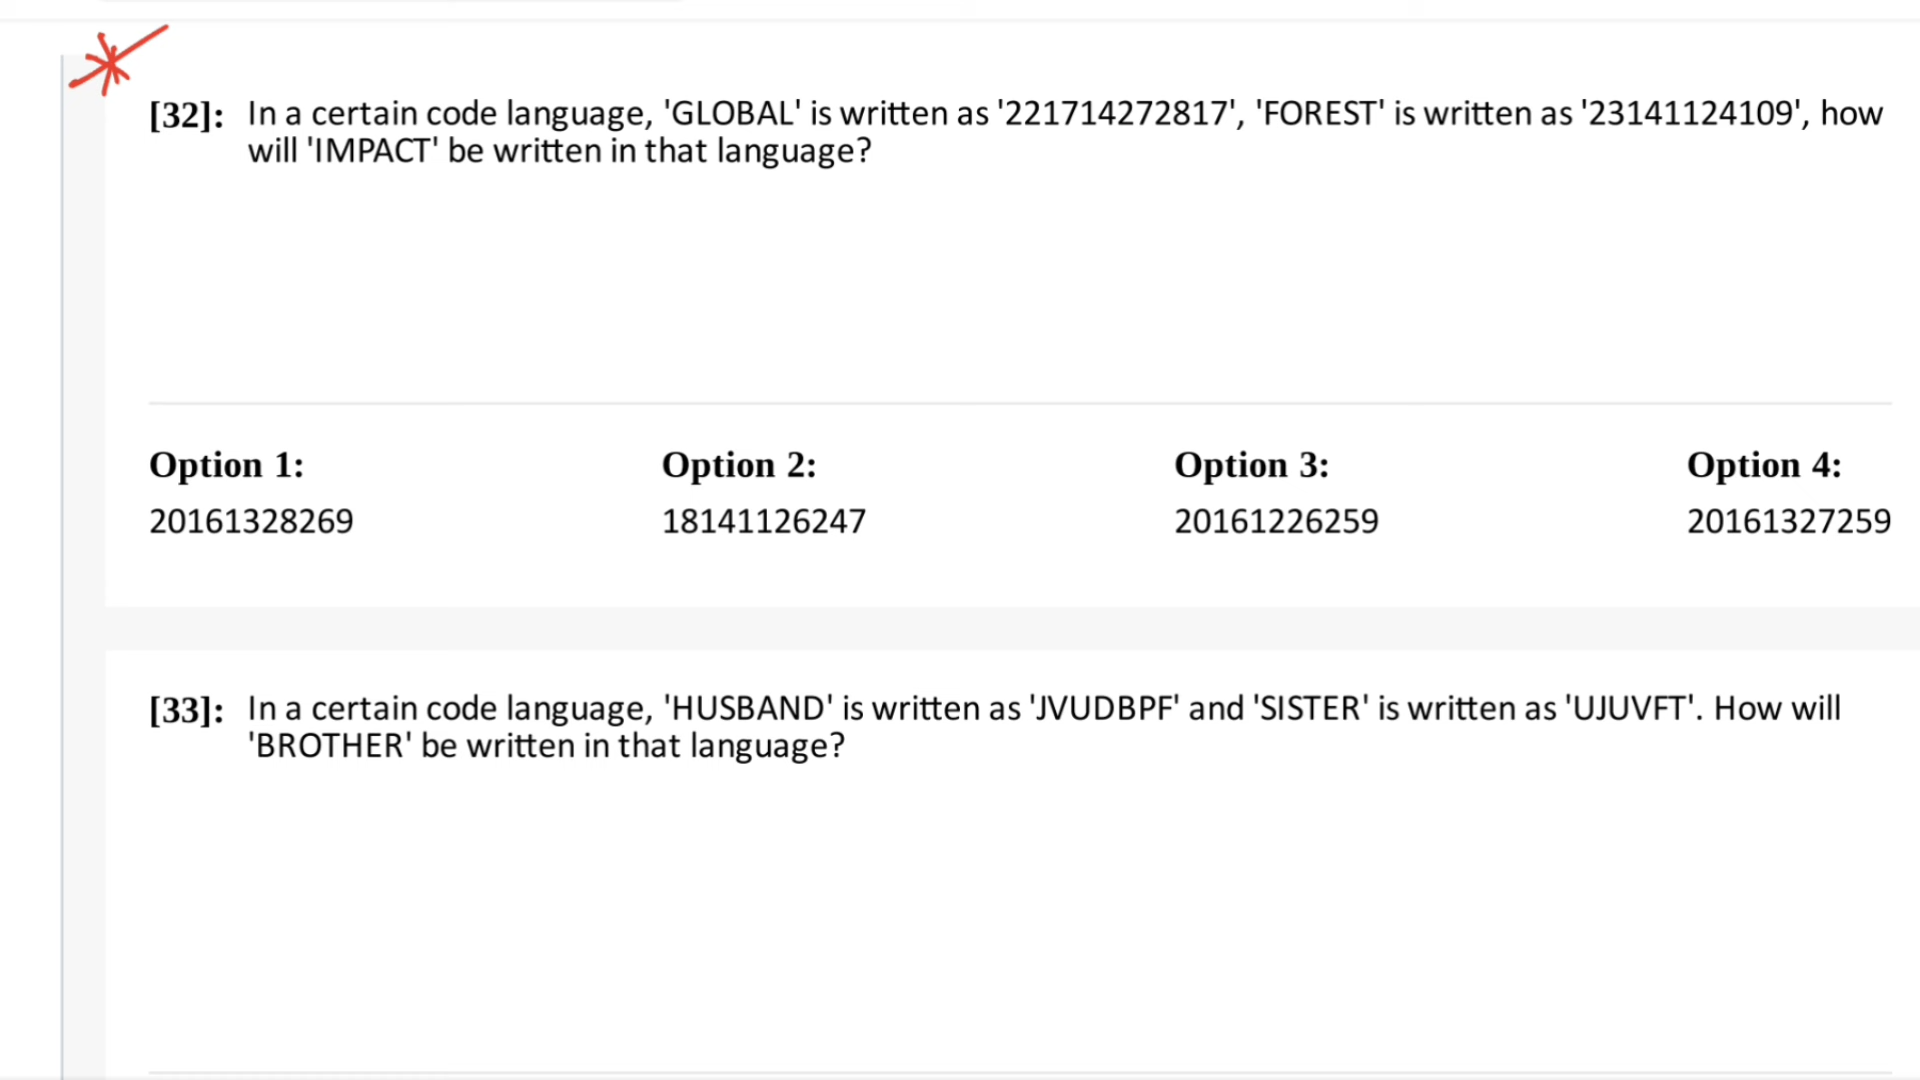 [32]: In a certain code language, 'GLOBAL' is written as '221714272817', 'FOREST' is written as '23141124109', how
will 'IMPACT' be written in that language?
Option 1: Option 2: Option 3: Option 4:
20161328269 18141126247 20161226259 20161327259
[33]: In a certain code language, 'HUSBAND' is written as 'JVUDBPF' and 'SISTER' is written as 'UJUVFT'. How will
'BROTHER' be written in that language?